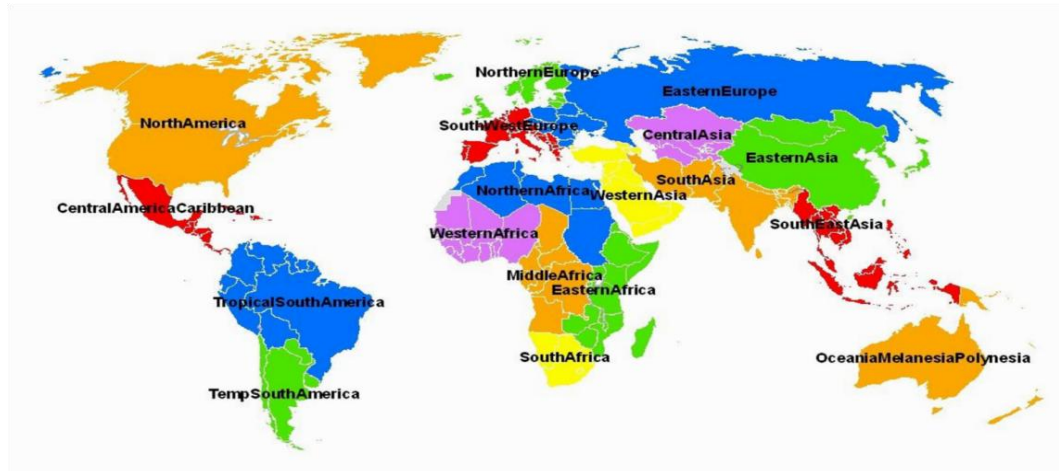 NorthernEurope
EasternEurope
NorthAmerica
SouthWestEurope
CentralAsia
EasternAsia
SouthAsia
NorthernAfrica
WesternAsia
CentralAmericaCaribbean
SouthEastAsia
WesternAfrica
MiddleAfrica
EasternAfrica
TropicalSouthAmerica
SouthAfrica
OceaniaMelanesiaPolynesia
TempSouthAmerica